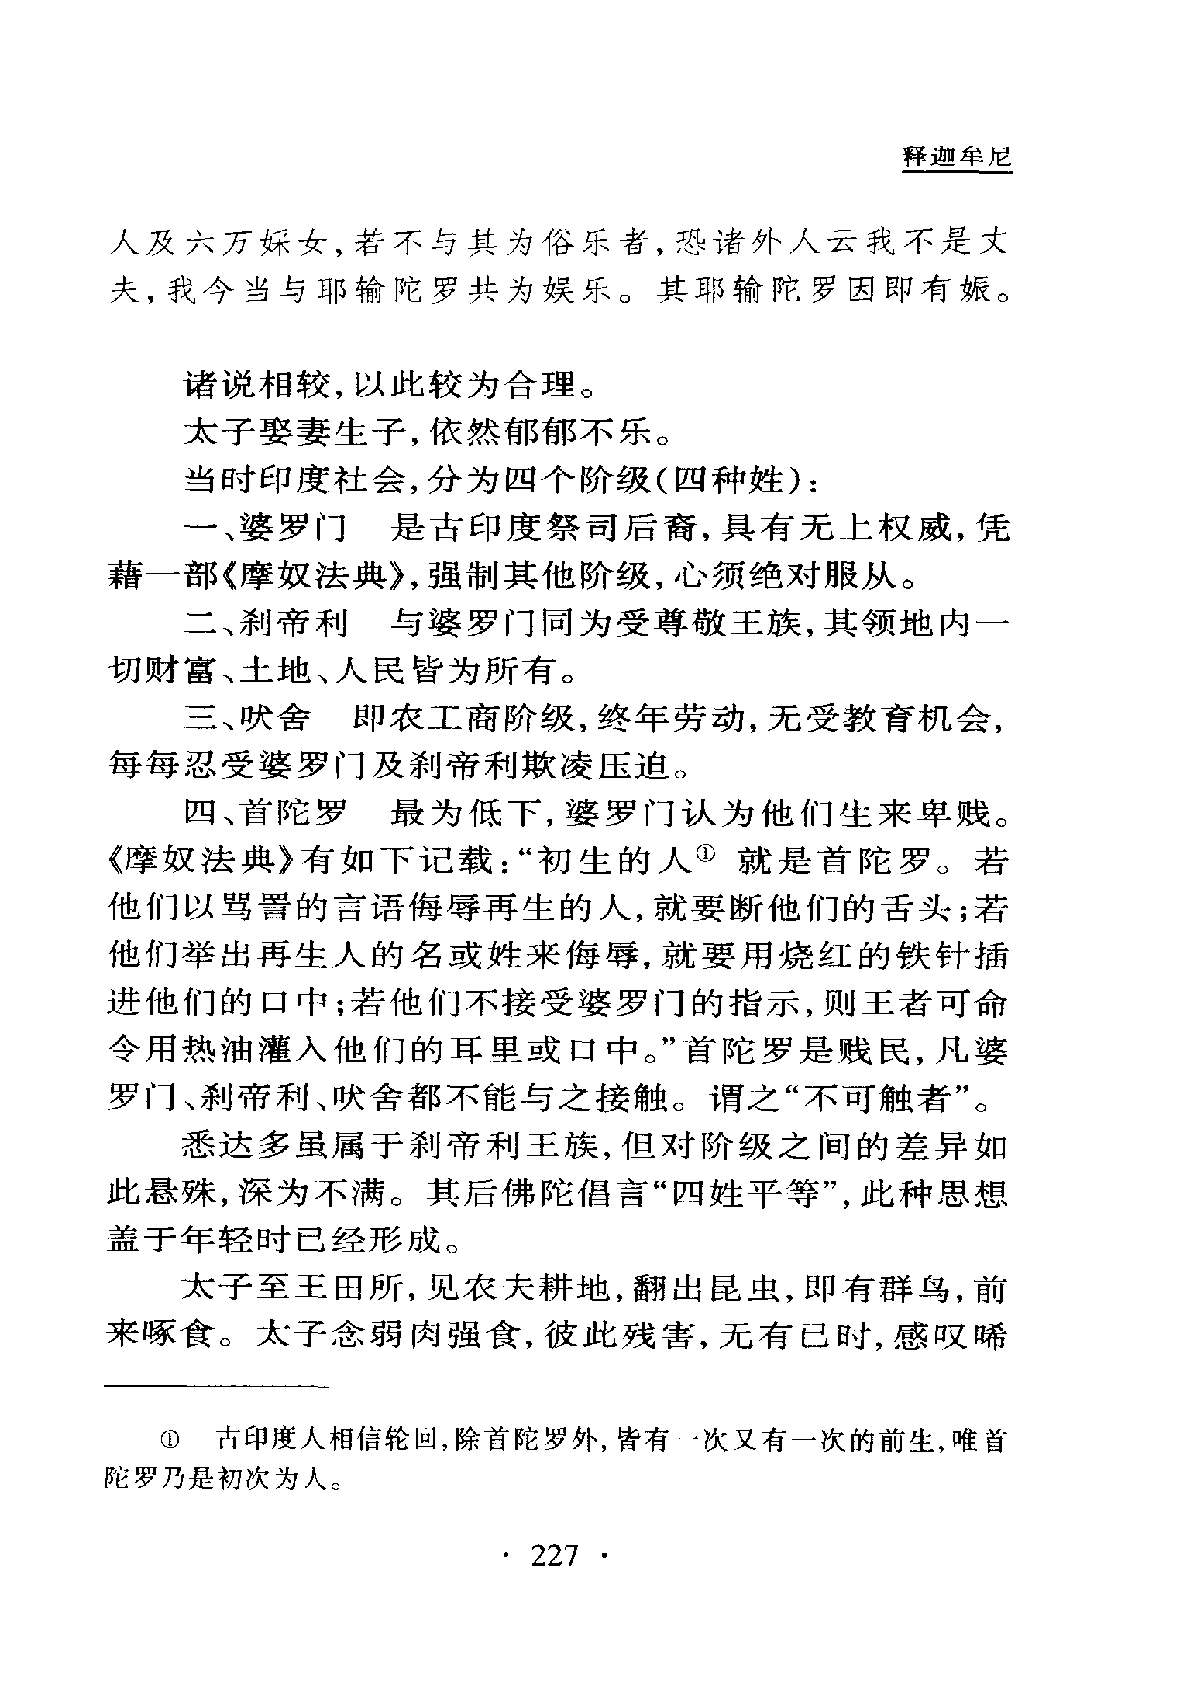 释迦牟尼
人及六万婇女,若不与其为俗乐者,恐诸外人云我不是丈
夫,我今当与耶输陀罗共为娱乐。其耶输陀罗因即有娠。
诸说相较,以此较为合理。
太子娶妻生子,依然郁郁不乐。
当时印度社会,分为四个阶级(四种姓):
一、婆罗门　是古印度祭司后裔,具有无上权威,凭
藉一部《摩奴法典》,强制其他阶级,心须绝对服从。
二、刹帝利　与婆罗门同为受尊敬王族,其领地内一
切财富、土地、人民皆为所有。
三、吠舍　即农工商阶级,终年劳动,无受教育机会,
每每忍受婆罗门及刹帝利欺凌压迫。
四、首陀罗　最为低下,婆罗门认为他们生来卑贱。
《摩奴法典》有如下记载:“初生的人① 就是首陀罗。若
他们以骂詈的言语侮辱再生的人,就要断他们的舌头;若
他们举出再生人的名或姓来侮辱,就要用烧红的铁针插
进他们的口中;若他们不接受婆罗门的指示,则王者可命
令用热油灌入他们的耳里或口中。”首陀罗是贱民,凡婆
罗门、刹帝利、吠舍都不能与之接触。谓之“不可触者”。
悉达多虽属于刹帝利王族,但对阶级之间的差异如
此悬殊,深为不满。其后佛陀倡言“四姓平等”,此种思想
盖于年轻时已经形成。
太子至王田所,见农夫耕地,翻出昆虫,即有群鸟,前
来啄食。太子念弱肉强食,彼此残害,无有已时,感叹晞
①　古印度人相信轮回,除首陀罗外,皆有一次又有一次的前生,唯首
陀罗乃是初次为人。
· 227 ·